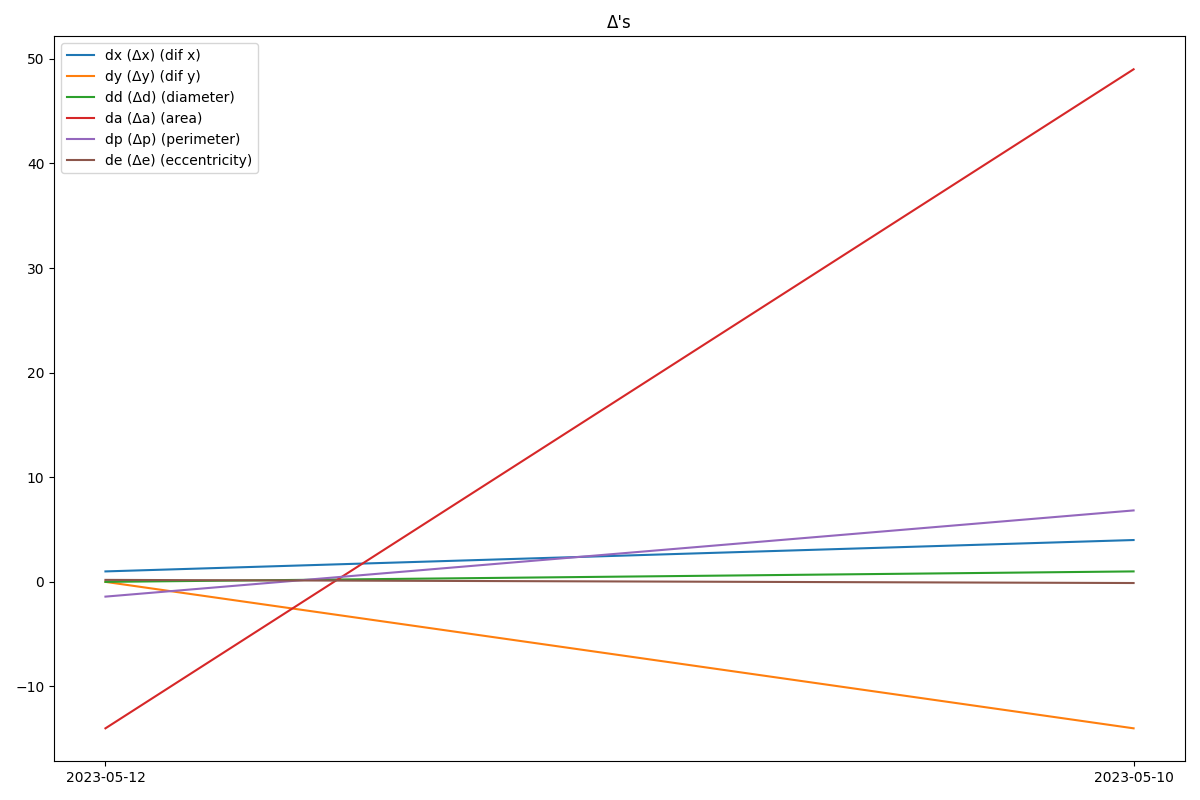 Δ's
dx (Δx) (dif x)
dy (Δy) (dif y)
dd (Δd) (diameter)
da (Δa) (area)
dp (Δp) (perimeter)
de (Δe) (eccentricity)
50
40
30
20
10
0
−10
2023-05-12 2023-05-10